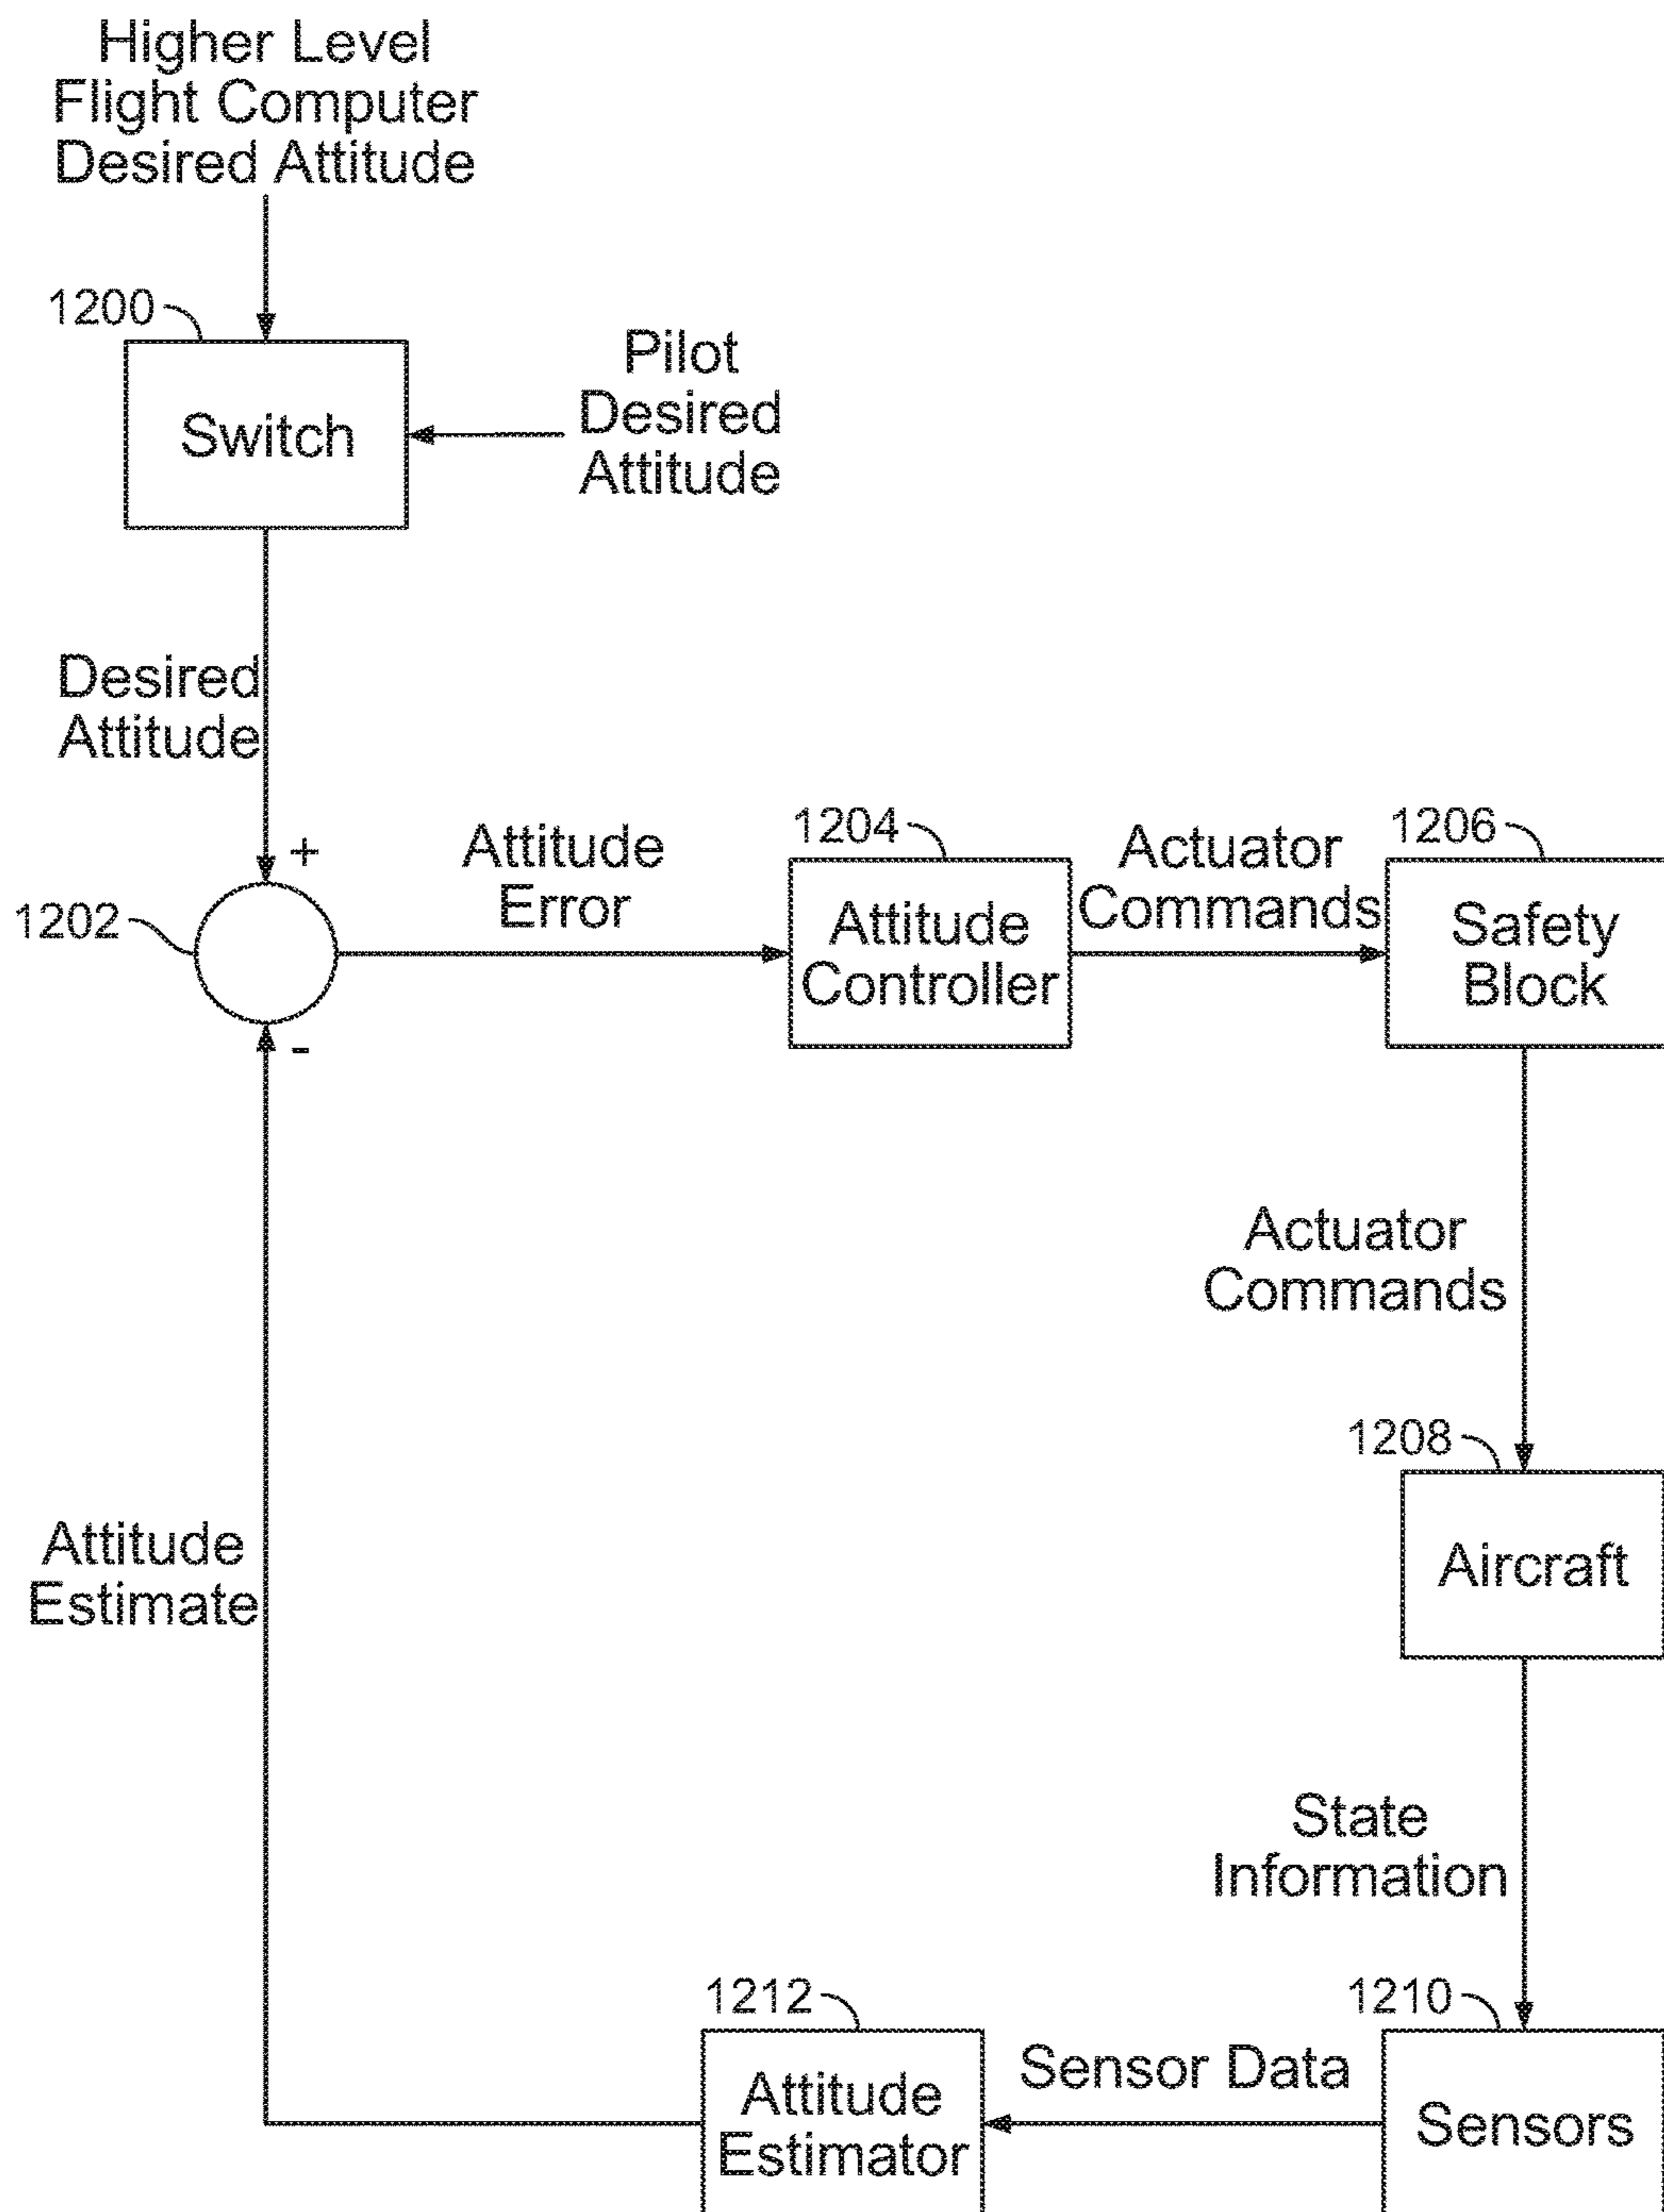 Higher Level
Flight Computer
Desired Attitude
1200
Switch
Pilot
Desired
Attitude
Desired
Attitude
+
1202
-
Attitude
Error
1204
Attitude
Controller
Actuator
Commands
1206
Safety
Block
Actuator
Commands
1208
Aircraft
State
Information
1210
Sensors
Sensor Data
1212
Attitude
Estimator
Attitude
Estimate